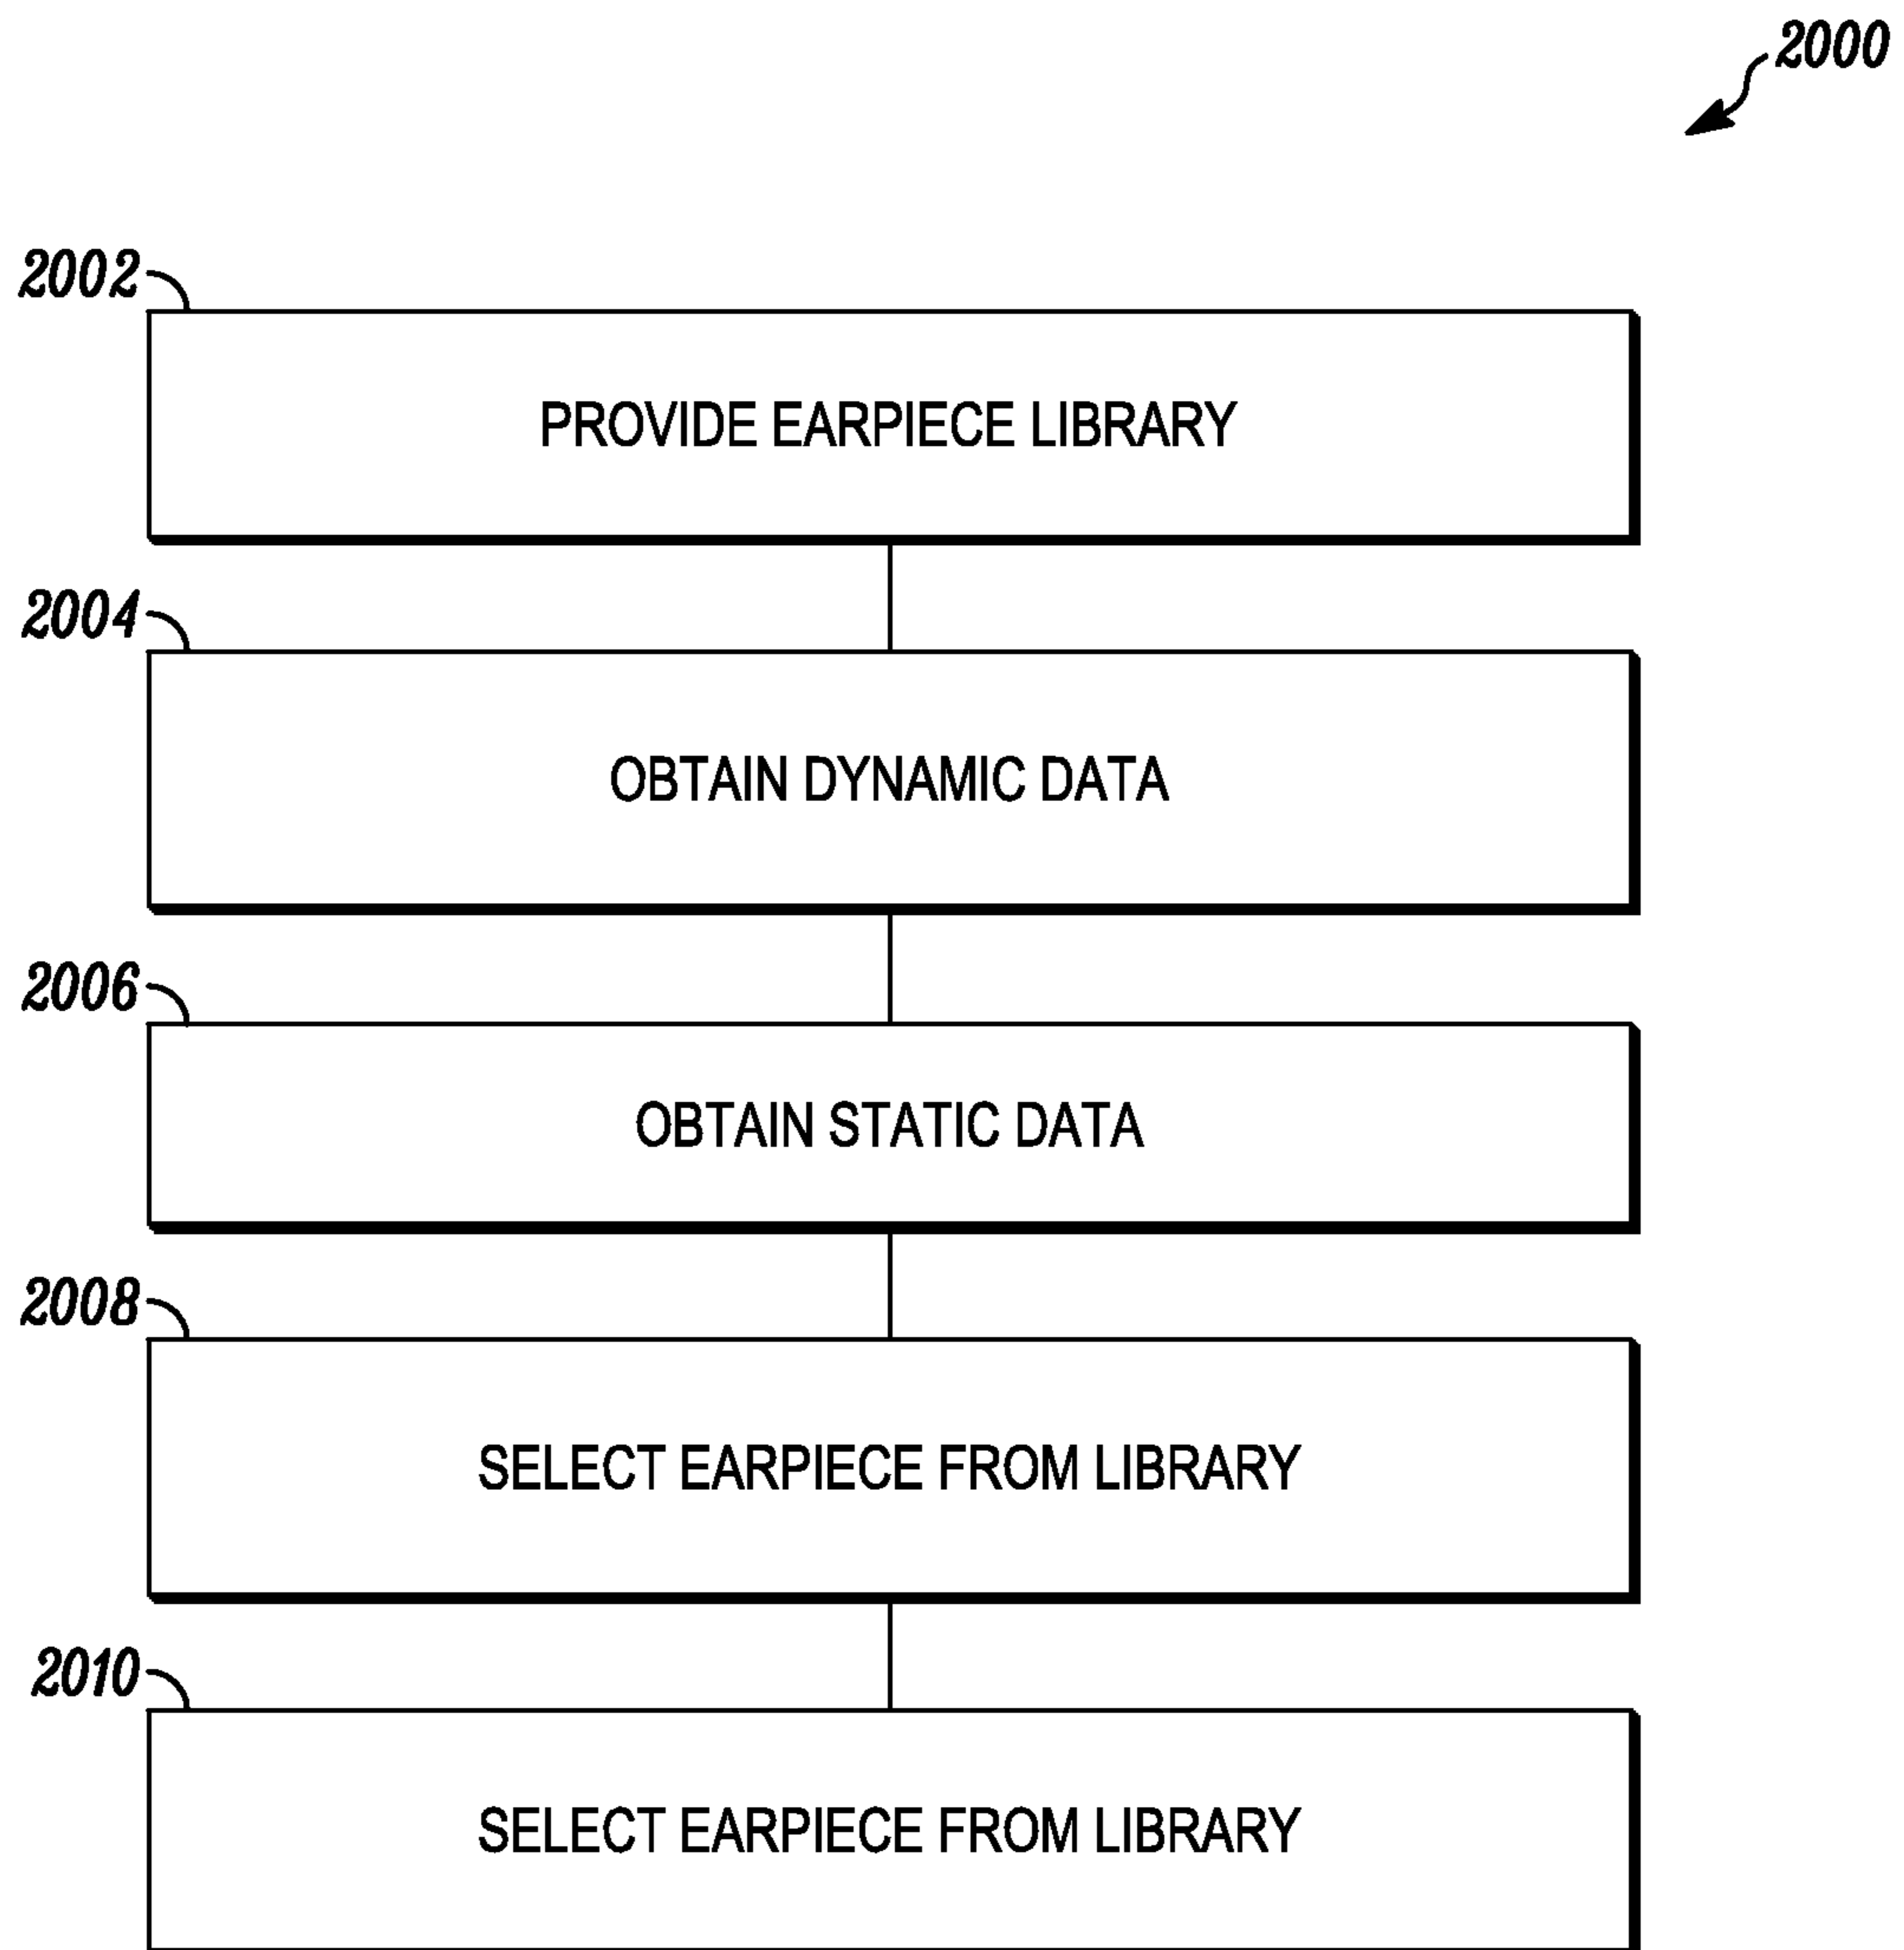 2000
2002
PROVIDE EARPIECE LIBRARY
2004
OBTAIN DYNAMIC DATA
2006
OBTAIN STATIC DATA
2008
SELECT EARPIECE FROM LIBRARY
2010
SELECT EARPIECE FROM LIBRARY